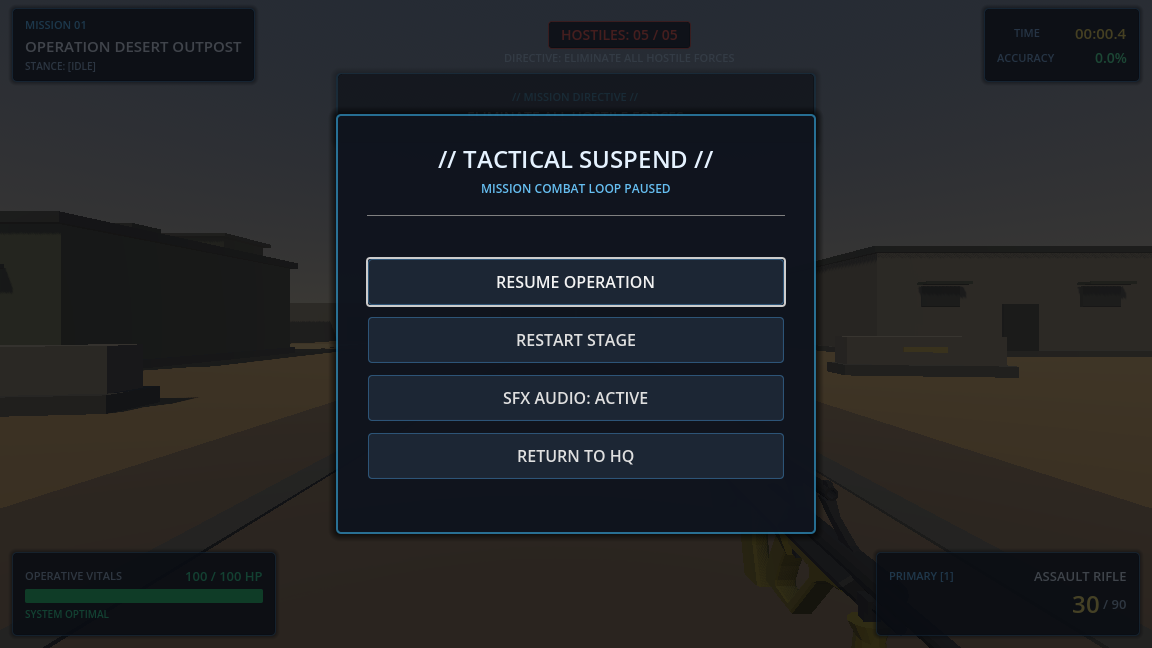 MISSION 01
OPERATION DESERT OUTPOST
STANCE: [IDLE]
HOSTILES: 05 / 05
DIRECTIVE: ELIMINATE ALL HOSTILE FORCES
TIME 00:00.4
ACCURACY 0.0%
// MISSION DIRECTIVE //
// TACTICAL SUSPEND //
MISSION COMBAT LOOP PAUSED
RESUME OPERATION
RESTART STAGE
SFX AUDIO: ACTIVE
RETURN TO HQ
OPERATIVE VITALS 100 / 100 HP
SYSTEM OPTIMAL
PRIMARY [1] ASSAULT RIFLE
30 / 90